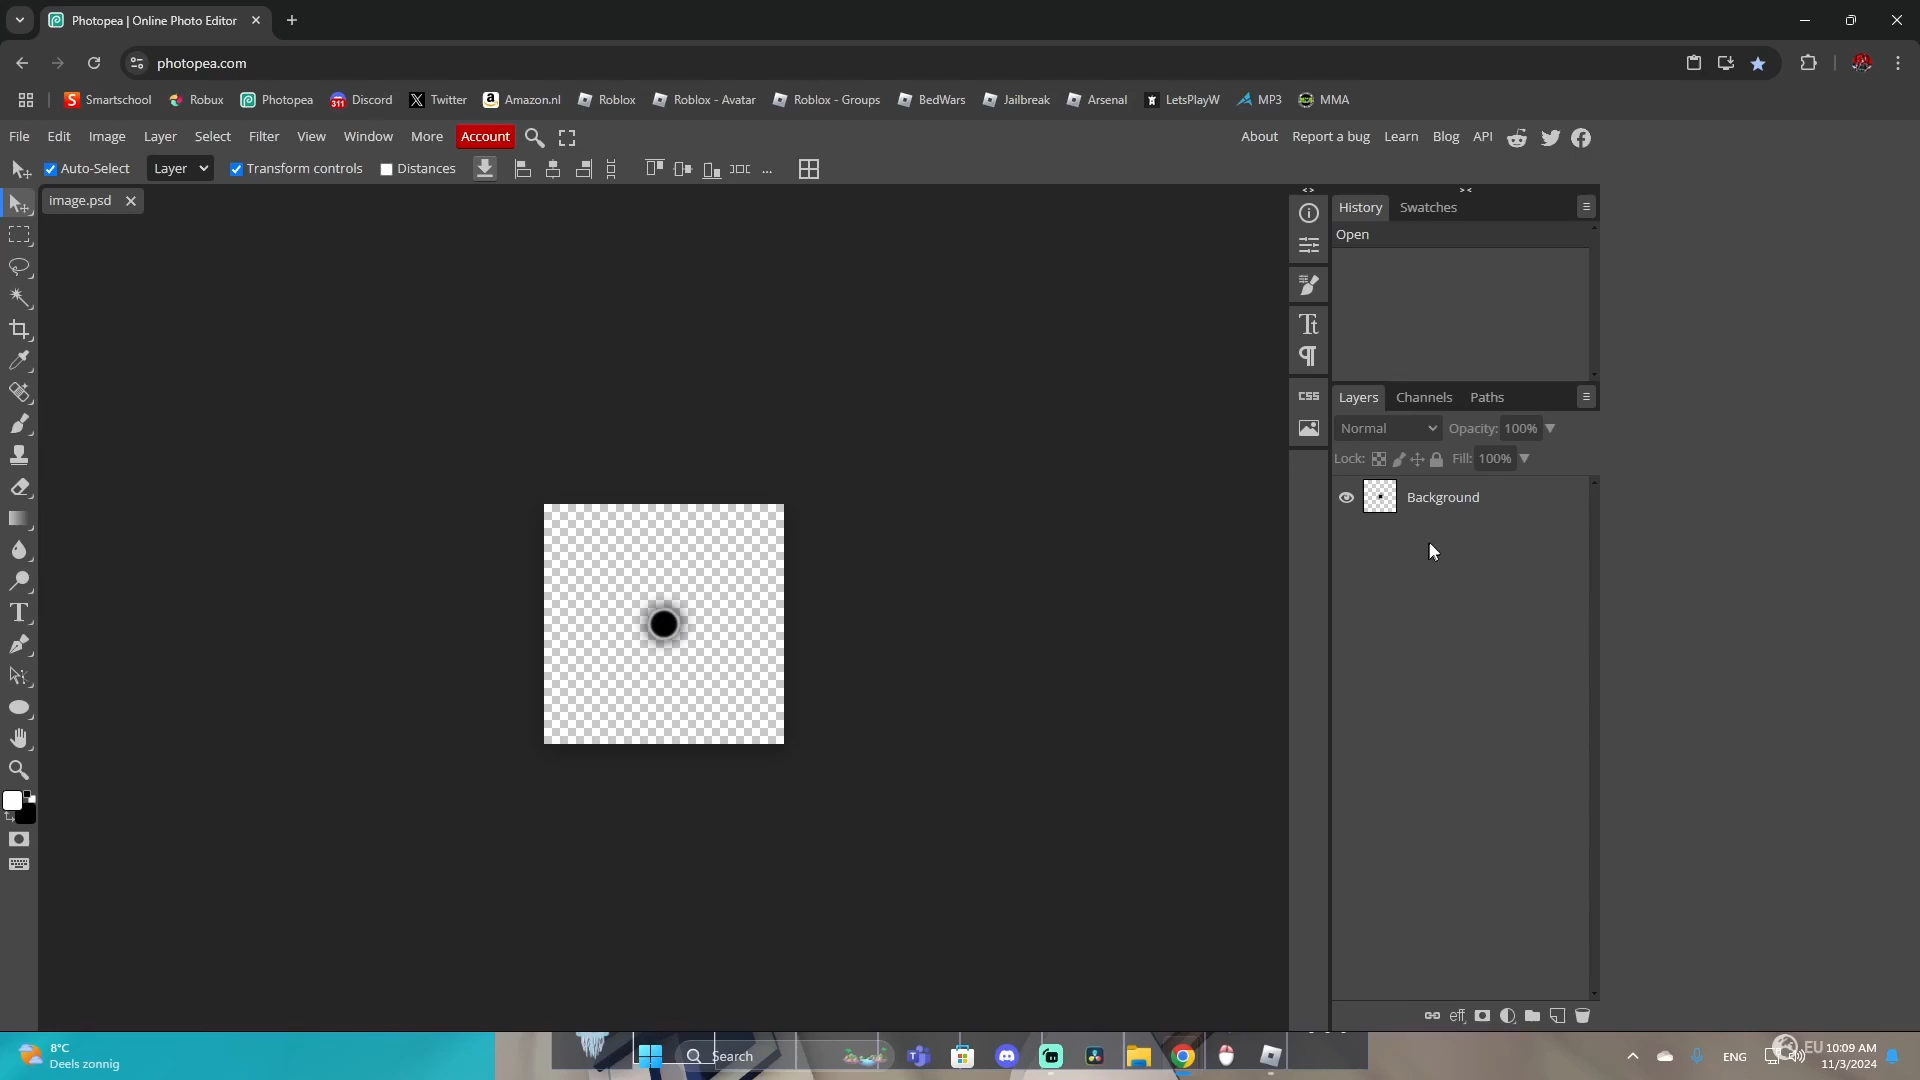 Photopea | Online Photo Editor
photopea.com
Smartschool Robux Photopea Discord Twitter Amazon.nl Roblox Roblox - Avatar Roblox - Groups BedWars Jailbreak Arsenal LetsPlayW MP3 MMA
File Edit Image Layer Select Filter View Window More Account About Report a bug Learn Blog API
Auto-Select Layer Transform controls Distances ...
image.psd
History Swatches
Open
Layers Channels Paths
Normal Opacity: 100%
Lock: Fill: 100%
Background
CSS
eff
8°C
Deels zonnig
Search
ENG
EU
10:09 AM
11/3/2024